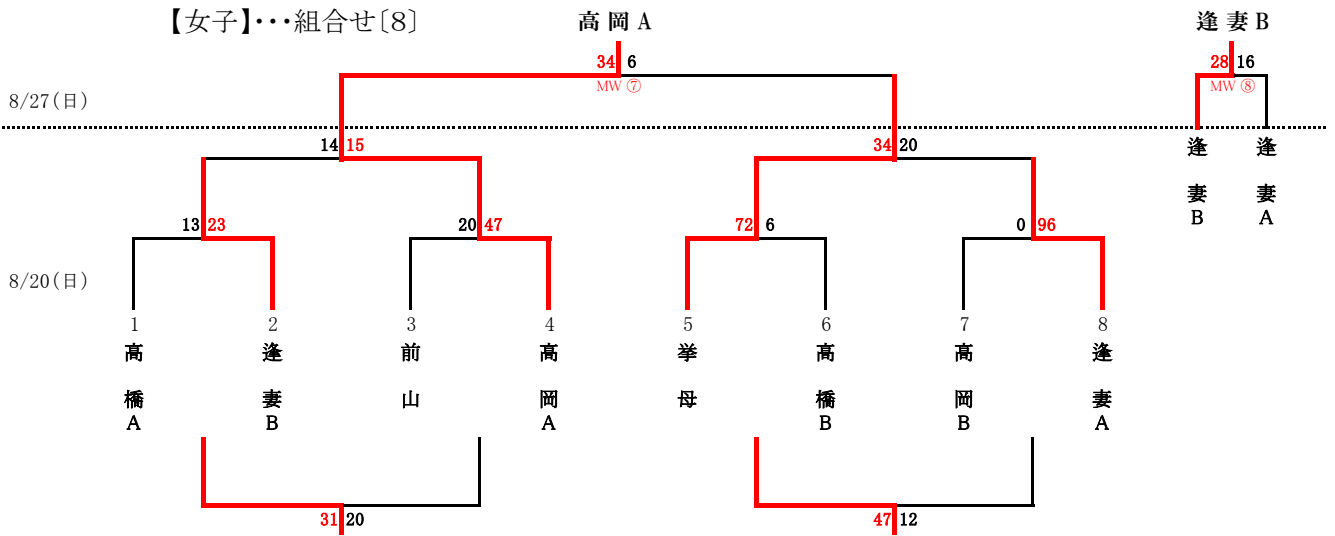 【女子】・・・組合せ〔8〕
高岡A
逢妻B
34 6
28 16
MW ⑦
MW ⑧
8/27(日)
14 15
34 20
逢妻B
逢妻A
13 23
20 47
72 6
0 96
8/20(日)
1
2
3
4
5
6
7
8
高橋A
逢妻B
前山
高岡A
挙母
高橋B
高岡B
逢妻A
31 20
47 12